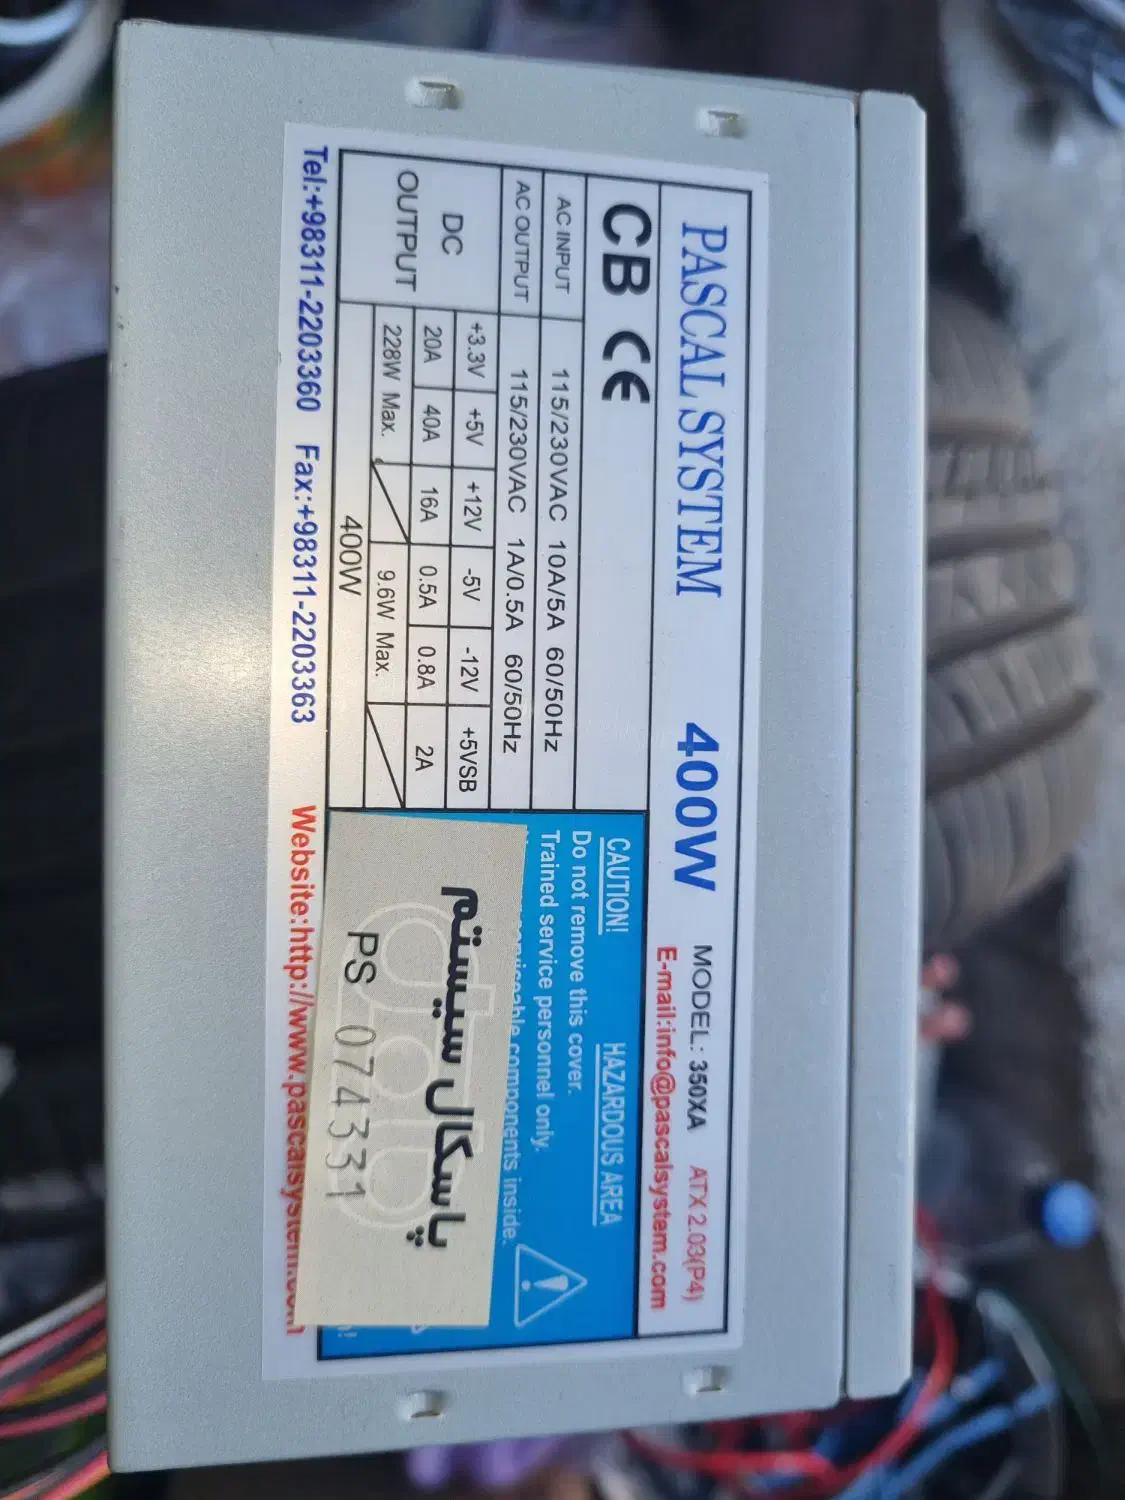 PASCAL SYSTEM 400W MODEL: 350XA ATX 2.03(P4)
E-mail:info@pascalsystem.com
CB CE
AC INPUT 115/230VAC 10A/5A 60/50Hz
AC OUTPUT 115/230VAC 1A/0.5A 60/50Hz
DC OUTPUT
+3.3V +5V +12V -5V -12V +5VSB
20A 40A 16A 0.5A 0.8A 2A
228W Max. 9.6W Max.
400W
CAUTION! HAZARDOUS AREA
Do not remove this cover.
Trained service personnel only.
components inside.
پاسکال سیستم
PS 074331
Tel:+98311-2203360 Fax:+98311-2203363 Website:http://www.pascalsystem.com